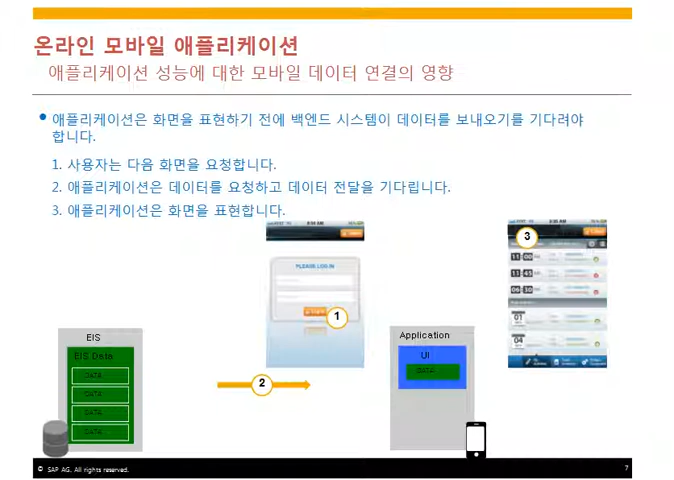 온라인 모바일 애플리케이션
애플리케이션 성능에 대한 모바일 데이터 연결의 영향
● 애플리케이션은 화면을 표현하기 전에 백엔드 시스템이 데이터를 보내오기를 기다려야
합니다.
1. 사용자는 다음 화면을 요청합니다.
2. 애플리케이션은 데이터를 요청하고 데이터 전달을 기다립니다.
3. 애플리케이션은 화면을 표현합니다.
PLEASE LOG IN
1
3
11:00
11:45
06:30
01
04
EIS
EIS Data
DATA
DATA
DATA
DATA
2
Application
UI
DATA
© SAP AG. All rights reserved.
7